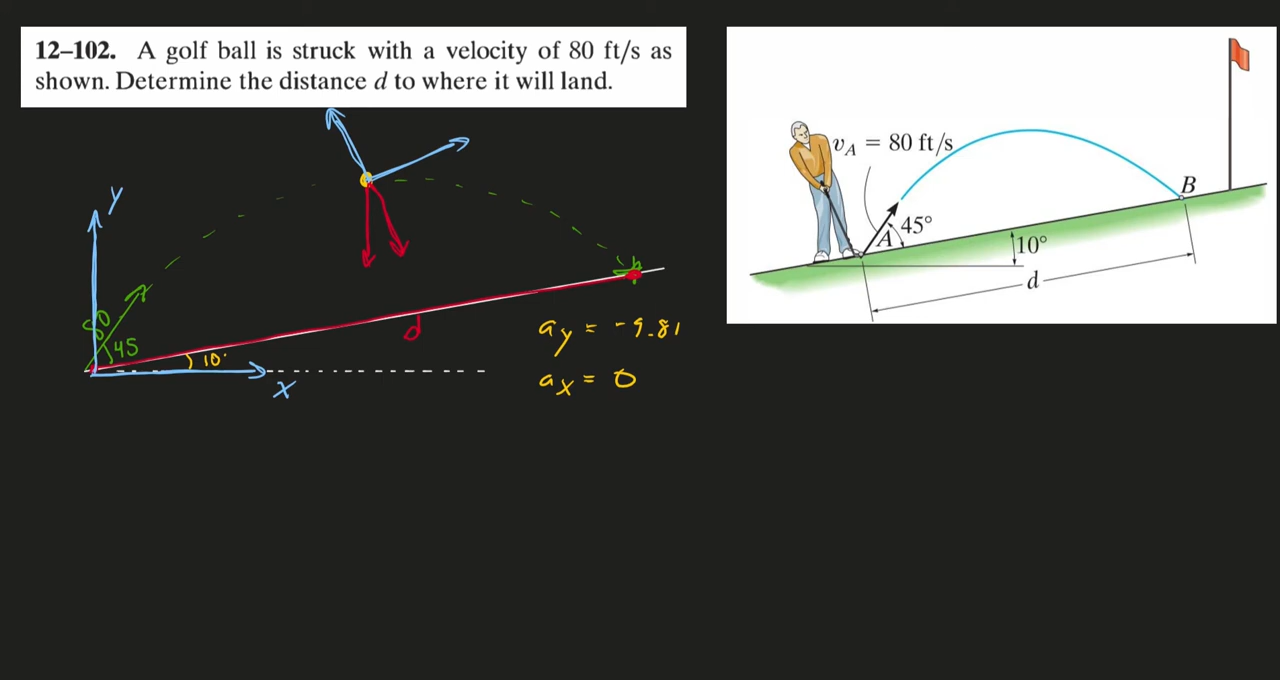 12–102. A golf ball is struck with a velocity of 80 ft/s as
shown. Determine the distance d to where it will land.
v_A = 80 ft/s
45°
A
10°
d
B
y
80
45
10°
x
d
a_y = -9.81
a_x = 0